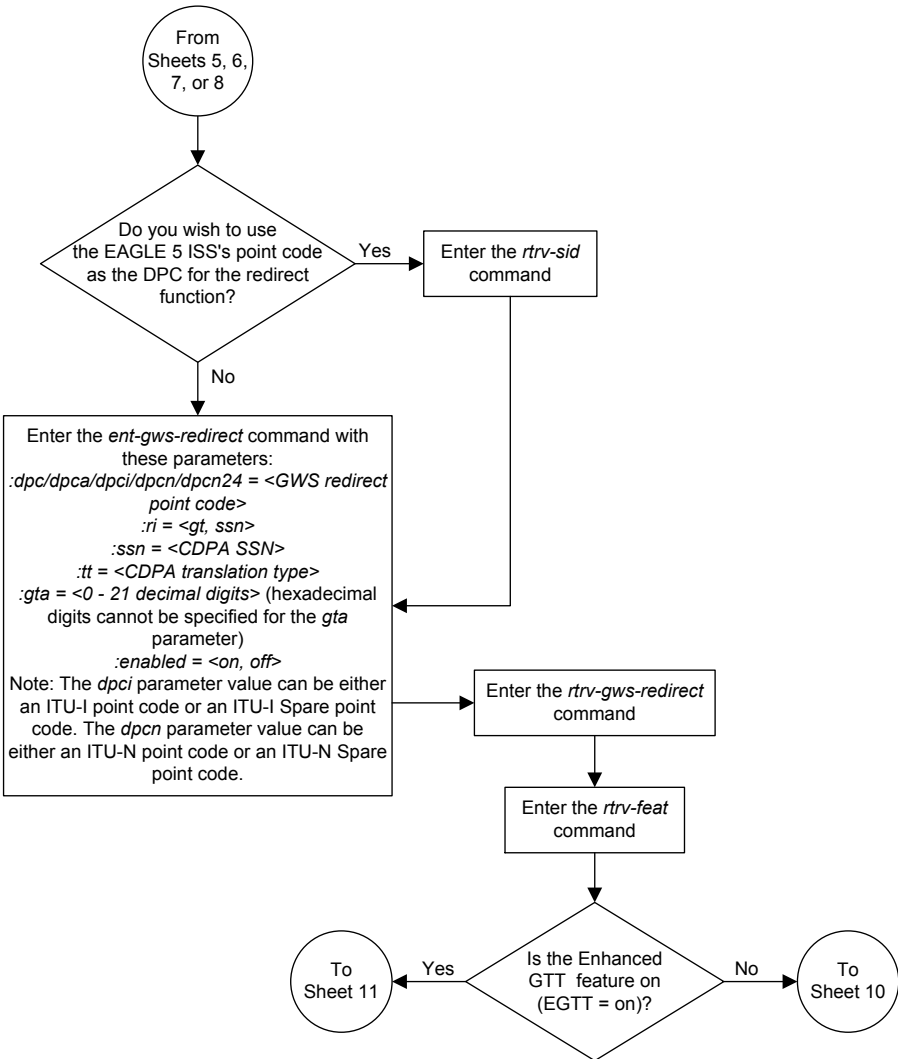 From
Sheets 5, 6,
7, or 8
Do you wish to use
the EAGLE 5 ISS's point code
as the DPC for the redirect
function?
Yes
Enter the rtrv-sid
command
No
Enter the ent-gws-redirect command with
these parameters:
:dpc/dpca/dpci/dpcn/dpcn24 = <GWS redirect
point code>
:ri = <gt, ssn>
:ssn = <CDPA SSN>
:tt = <CDPA translation type>
:gta = <0 - 21 decimal digits> (hexadecimal
digits cannot be specified for the gta
parameter)
:enabled = <on, off>
Note: The dpci parameter value can be either
an ITU-I point code or an ITU-I Spare point
code. The dpcn parameter value can be
either an ITU-N point code or an ITU-N Spare
point code.
Enter the rtrv-gws-redirect
command
Enter the rtrv-feat
command
Is the Enhanced
GTT feature on
(EGTT = on)?
Yes
To
Sheet 11
No
To
Sheet 10